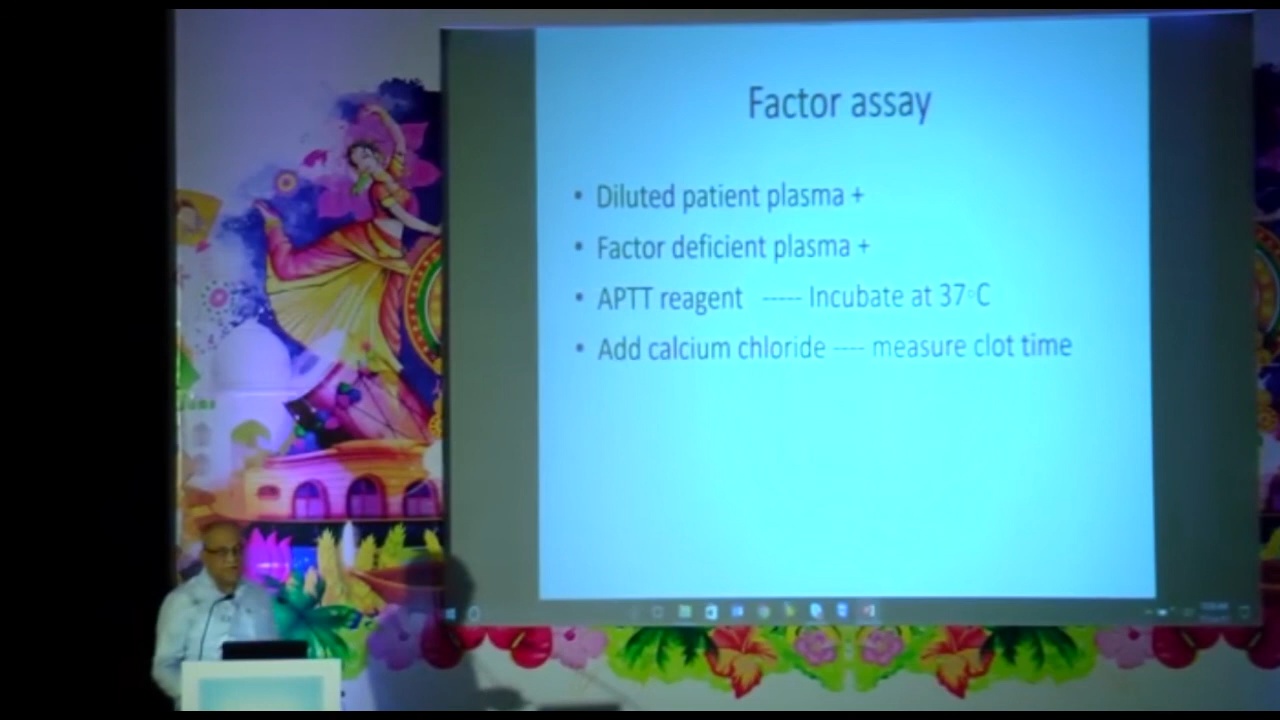 Factor assay
• Diluted patient plasma +
• Factor deficient plasma +
• APTT reagent ----- Incubate at 37◦C
• Add calcium chloride ---- measure clot time